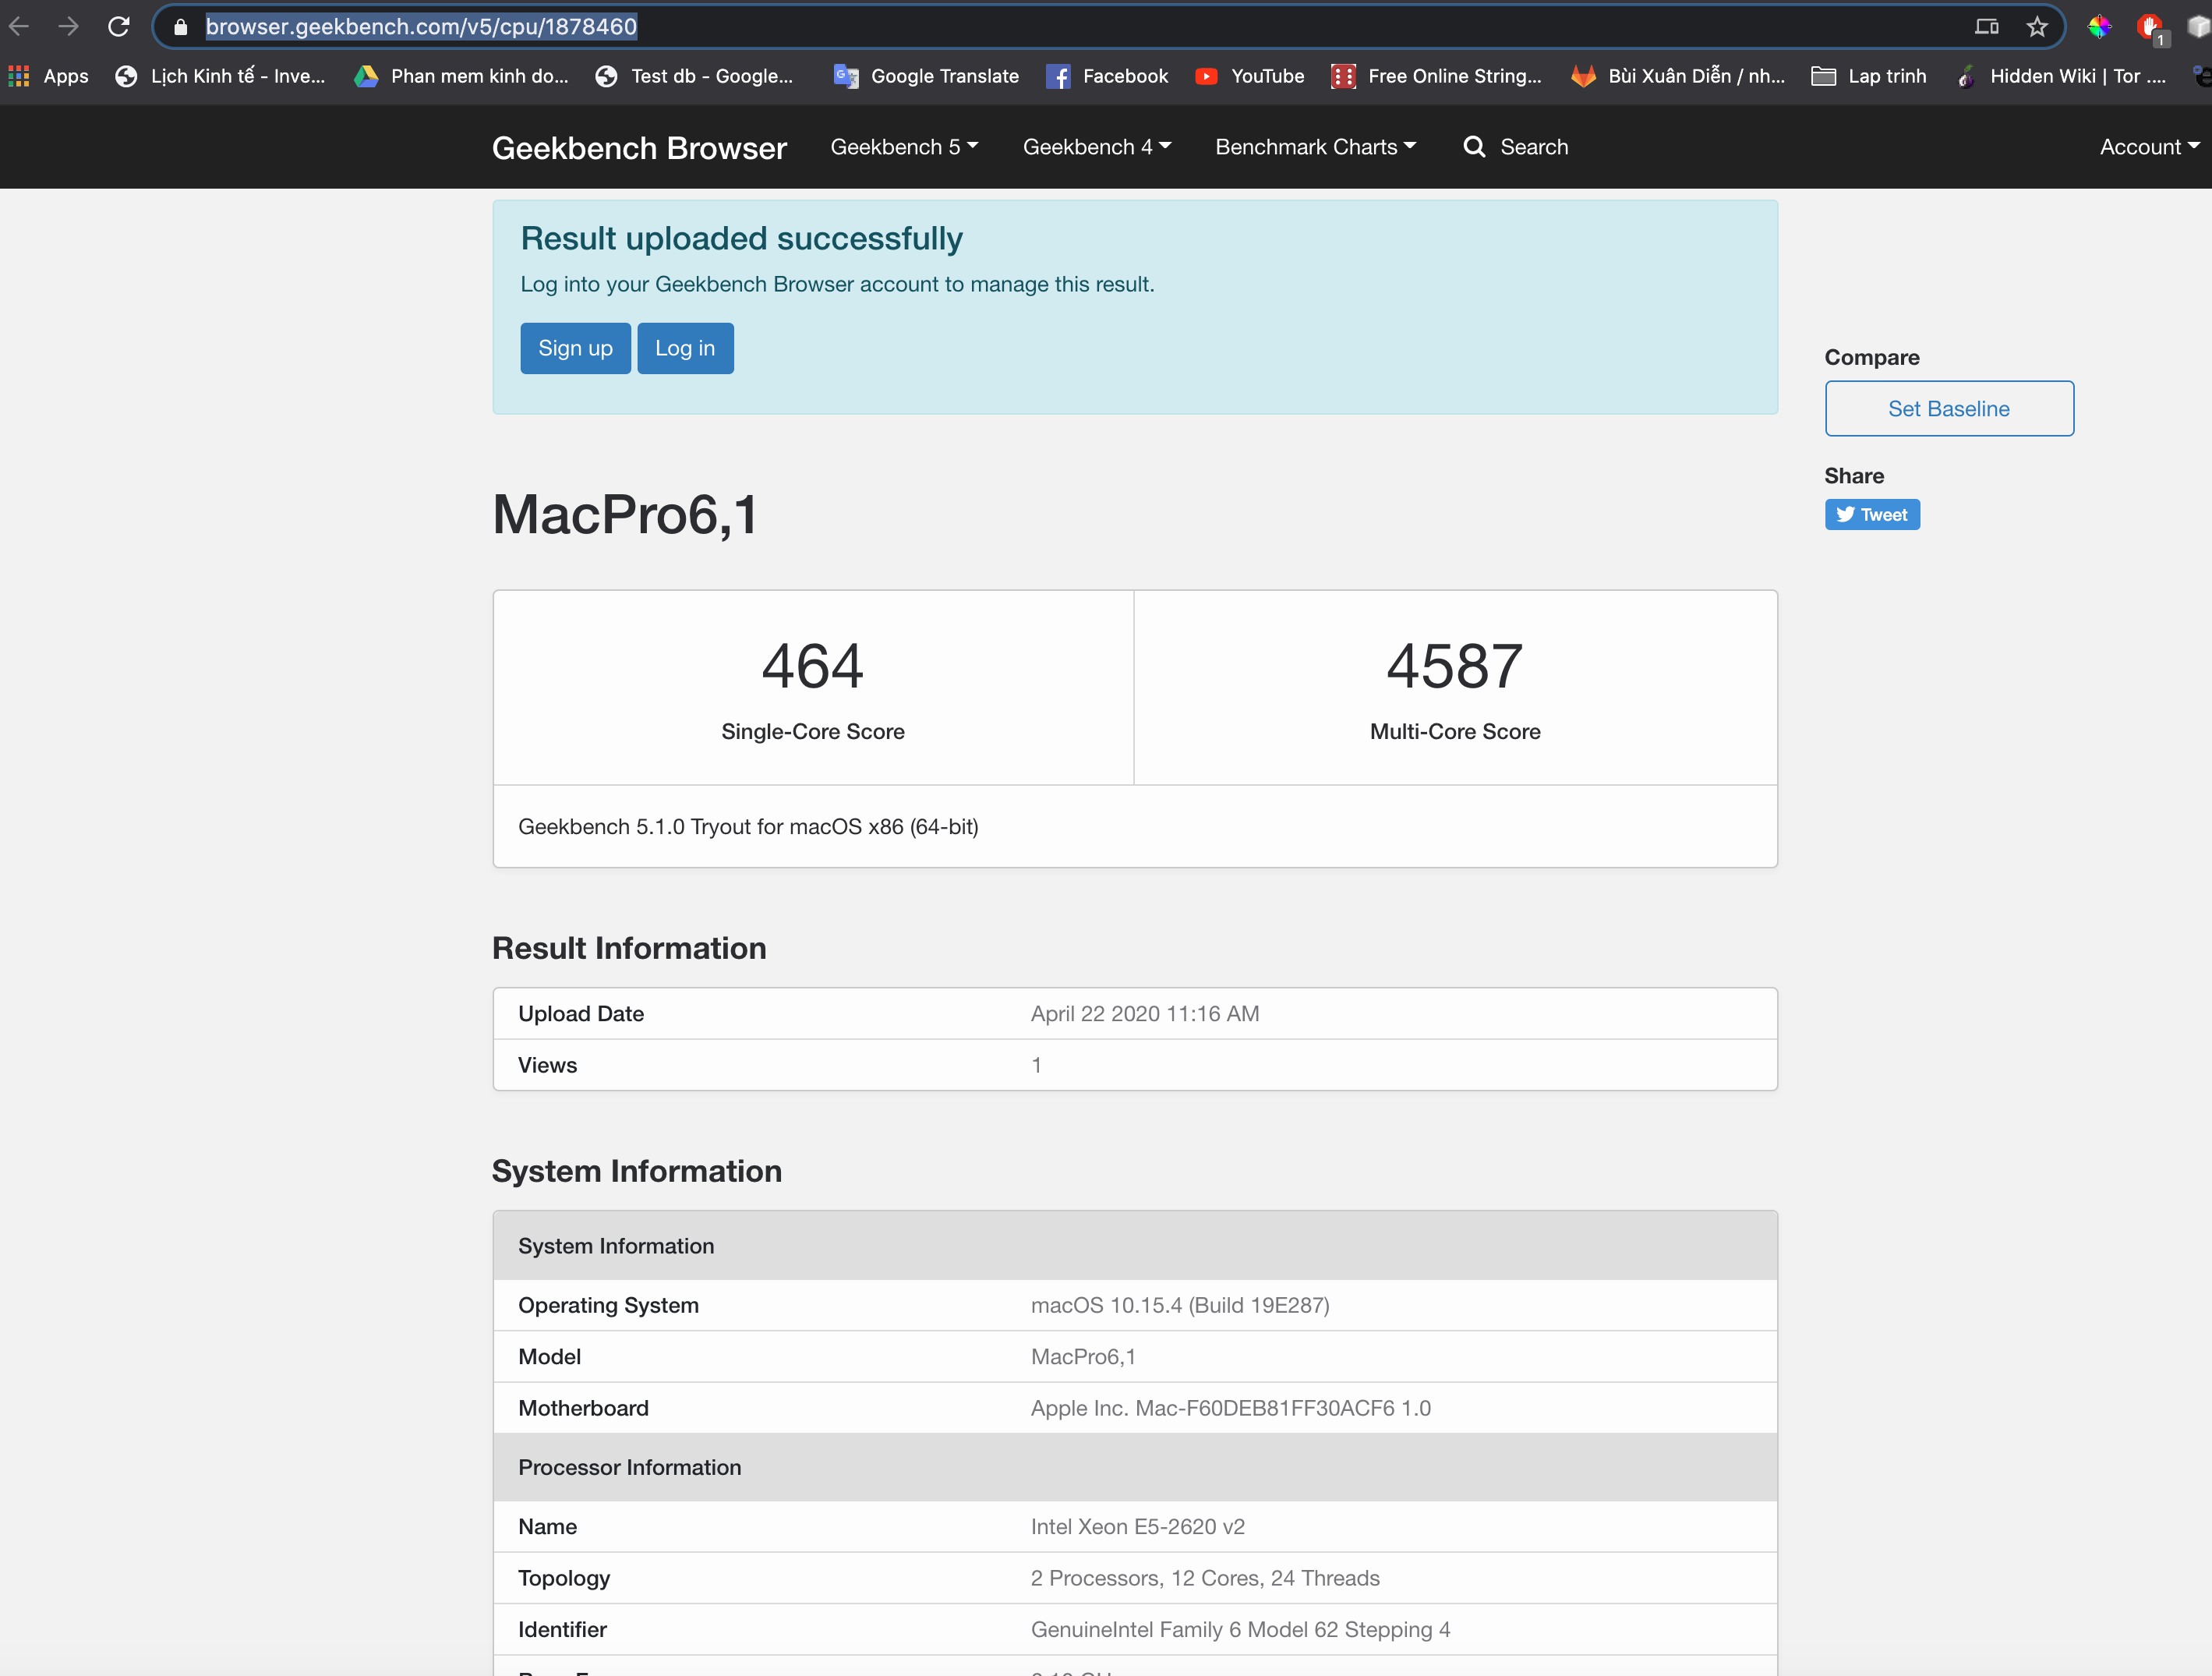 browser.geekbench.com/v5/cpu/1878460
1
Apps Lịch Kinh tế - Inve... Phan mem kinh do... Test db - Google... Google Translate Facebook YouTube Free Online String... Bùi Xuân Diễn / nh... Lap trinh Hidden Wiki | Tor ....
Geekbench Browser Geekbench 5 Geekbench 4 Benchmark Charts Search Account
Result uploaded successfully
Log into your Geekbench Browser account to manage this result.
Sign up Log in
Compare
Set Baseline
Share
Tweet
MacPro6,1
464 4587
Single-Core Score Multi-Core Score
Geekbench 5.1.0 Tryout for macOS x86 (64-bit)
Result Information
Upload Date April 22 2020 11:16 AM
Views 1
System Information
System Information
Operating System macOS 10.15.4 (Build 19E287)
Model MacPro6,1
Motherboard Apple Inc. Mac-F60DEB81FF30ACF6 1.0
Processor Information
Name Intel Xeon E5-2620 v2
Topology 2 Processors, 12 Cores, 24 Threads
Identifier GenuineIntel Family 6 Model 62 Stepping 4